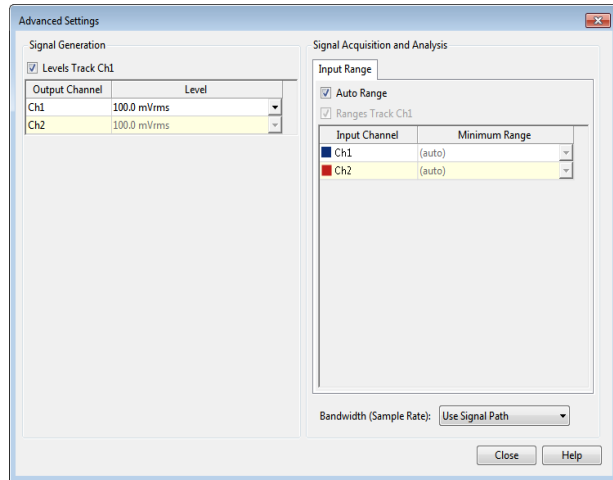 Advanced Settings
Signal Generation
Levels Track Ch1
Output Channel Level
Ch1 100.0 mVrms
Ch2 100.0 mVrms
Signal Acquisition and Analysis
Input Range
Auto Range
Ranges Track Ch1
Input Channel Minimum Range
Ch1 (auto)
Ch2 (auto)
Bandwidth (Sample Rate): Use Signal Path
Close Help